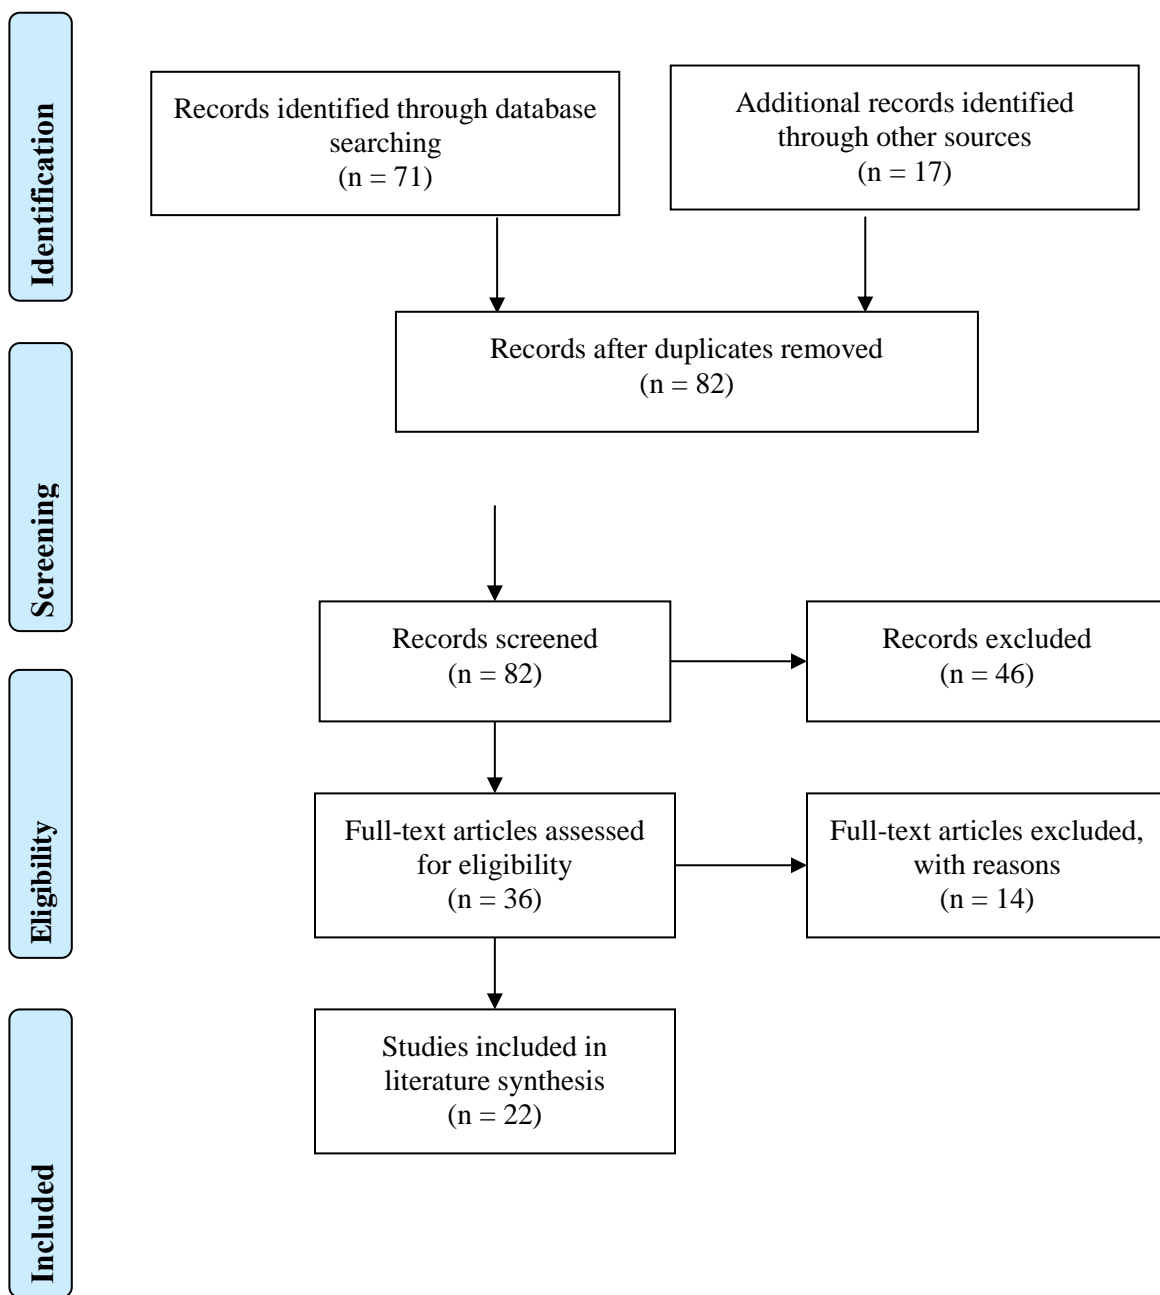 Identification
Records identified through database
searching
(n = 71)
Additional records identified
through other sources
(n = 17)
Records after duplicates removed
(n = 82)
Screening
Records screened
(n = 82)
Records excluded
(n = 46)
Eligibility
Full-text articles assessed
for eligibility
(n = 36)
Full-text articles excluded,
with reasons
(n = 14)
Included
Studies included in
literature synthesis
(n = 22)